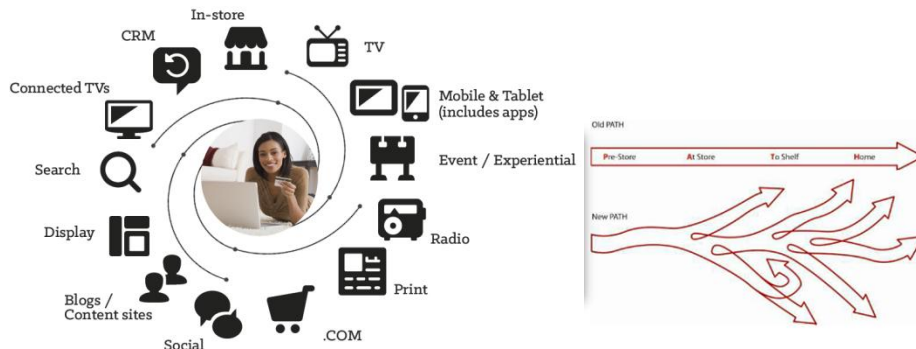 In-store
TV
CRM
Connected TVs
Mobile & Tablet
(includes apps)
Search
Event / Experiential
Display
Radio
Blogs /
Content sites
Print
Social
.COM
Old PATH
Pre-Store At Store To Shelf Home
New PATH